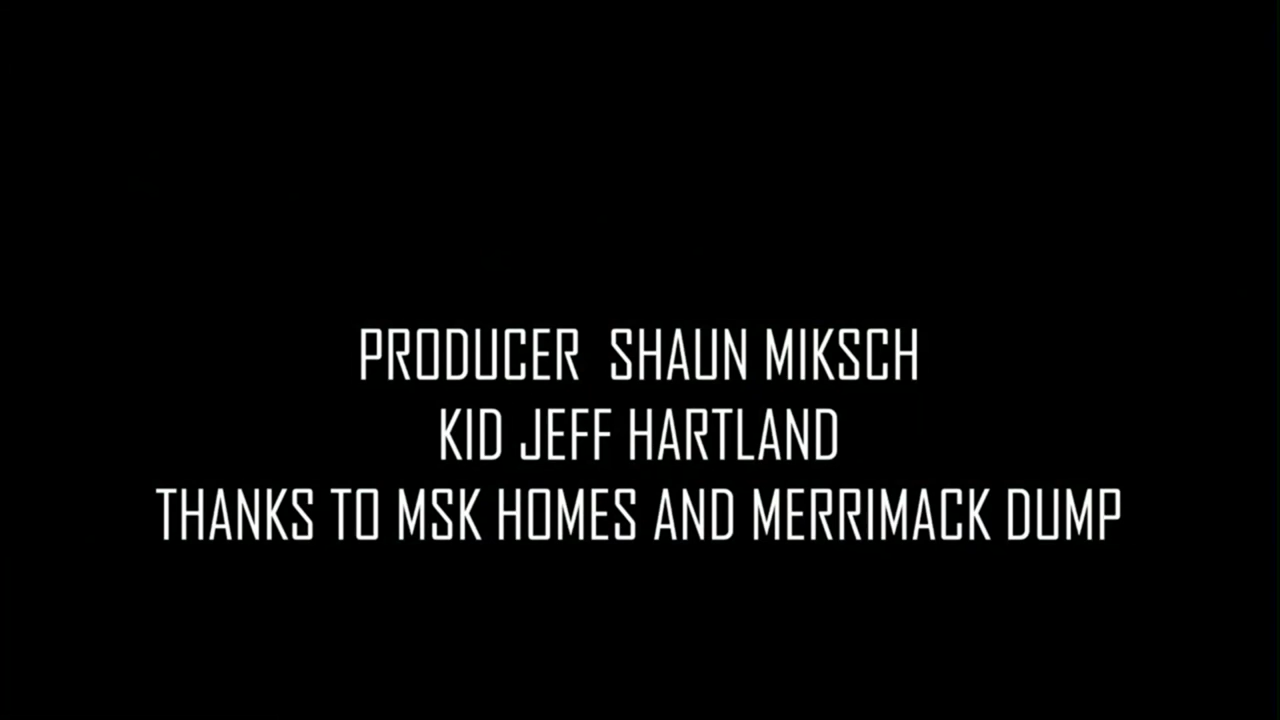 PRODUCER  SHAUN MIKSCH
KID JEFF HARTLAND
THANKS TO MSK HOMES AND MERRIMACK DUMP